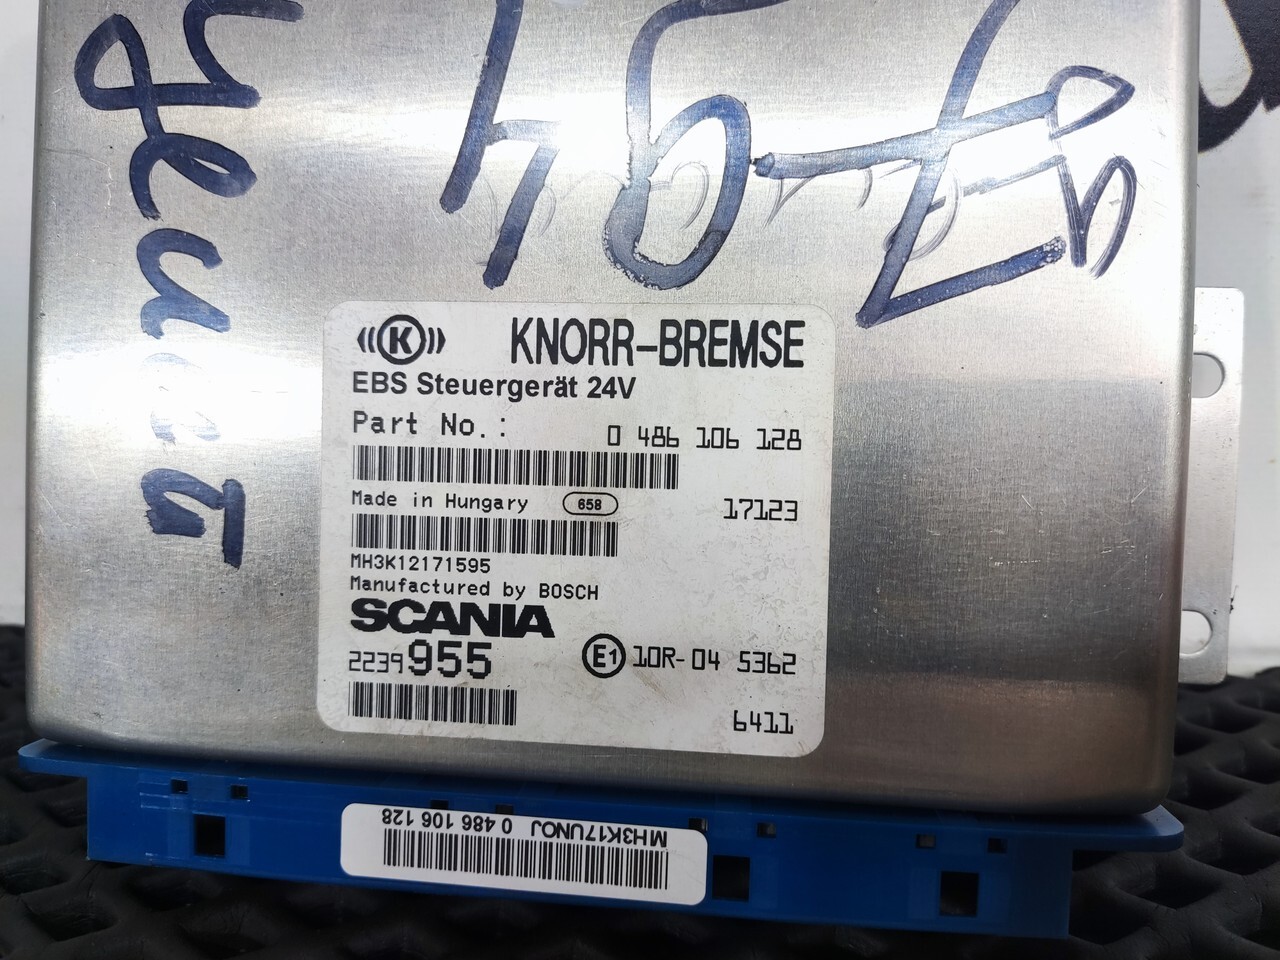 K
KNORR-BREMSE
EBS Steuergerät 24V
Part No.: 0 486 106 128
Made in Hungary 658 17123
MH3K12171595
Manufactured by BOSCH
SCANIA
2239955 E1 10R-04 5362
6411
MH3K17UNOJ 0 486 106 128